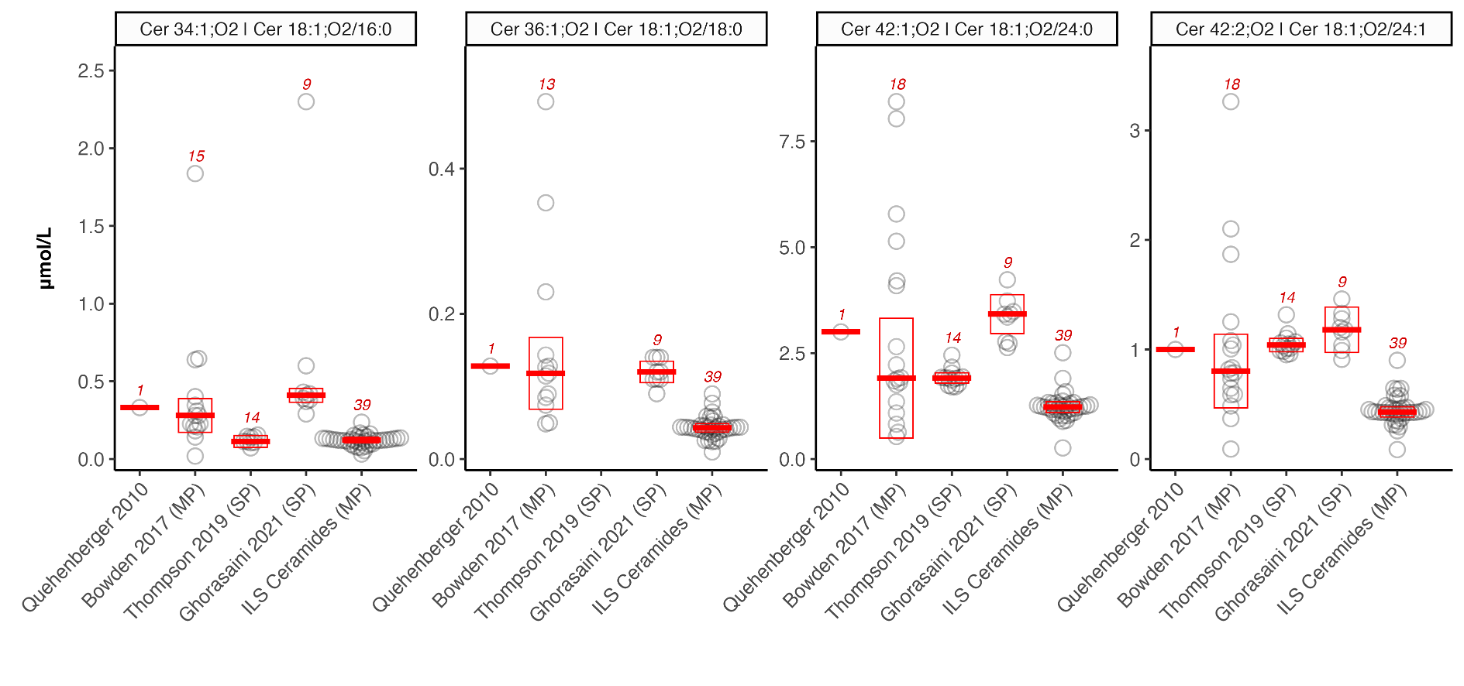 Cer 34:1;O2 I Cer 18:1;O2/16:0
Cer 36:1;O2 I Cer 18:1;O2/18:0
Cer 42:1;O2 I Cer 18:1;O2/24:0
Cer 42:2;O2 I Cer 18:1;O2/24:1
µmol/L
2.5
2.0
1.5
1.0
0.5
0.0
1
15
14
9
39
Quehenberger 2010
Bowden 2017 (MP)
Thompson 2019 (SP)
Ghorasaini 2021 (SP)
ILS Ceramides (MP)
0.4
0.2
0.0
1
13
9
39
Quehenberger 2010
Bowden 2017 (MP)
Thompson 2019 (SP)
Ghorasaini 2021 (SP)
ILS Ceramides (MP)
7.5
5.0
2.5
0.0
1
18
14
9
39
Quehenberger 2010
Bowden 2017 (MP)
Thompson 2019 (SP)
Ghorasaini 2021 (SP)
ILS Ceramides (MP)
3
2
1
0
1
18
14
9
39
Quehenberger 2010
Bowden 2017 (MP)
Thompson 2019 (SP)
Ghorasaini 2021 (SP)
ILS Ceramides (MP)